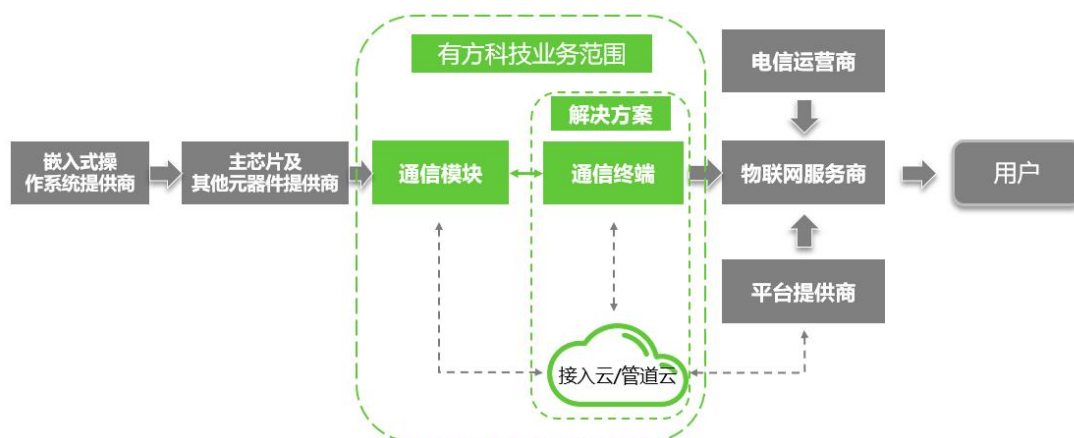 有方科技业务范围
电信运营商
解决方案
嵌入式操
作系统提供商
主芯片及
其他元器件提供商
通信模块
通信终端
物联网服务商
用户
平台提供商
接入云/管道云